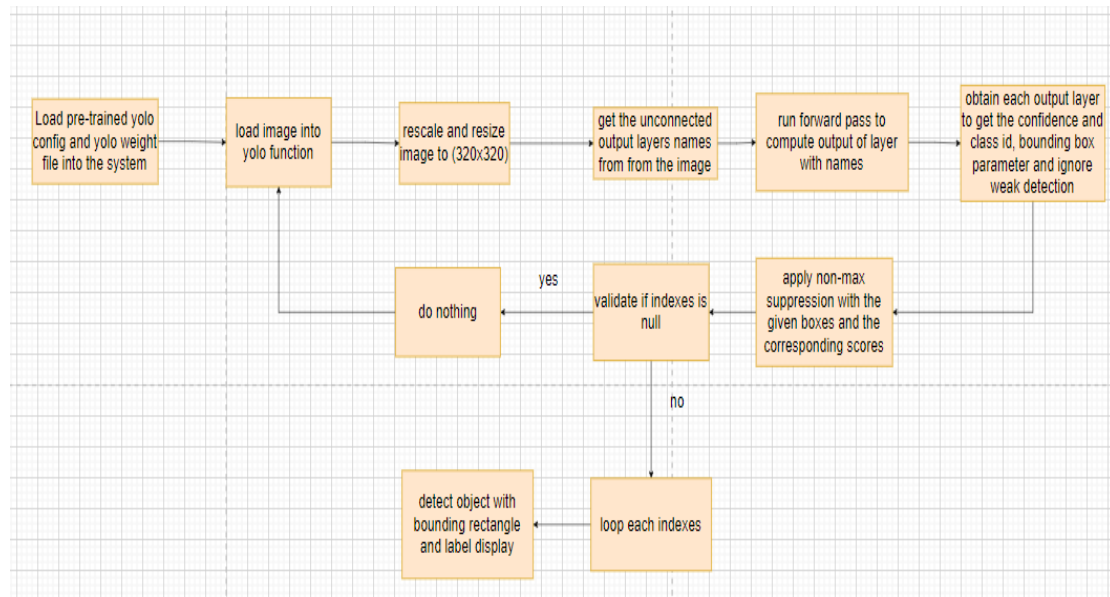 Load pre-trained yolo
config and yolo weight
file into the system
load image into
yolo function
rescale and resize
image to (320x320)
get the unconnected
output layers names
from from the image
run forward pass to
compute output of layer
with names
obtain each output layer
to get the confidence and
class id, bounding box
parameter and ignore
weak detection
apply non-max
suppression with the
given boxes and the
corresponding scores
validate if indexes is
null
yes
do nothing
no
loop each indexes
detect object with
bounding rectangle
and label display